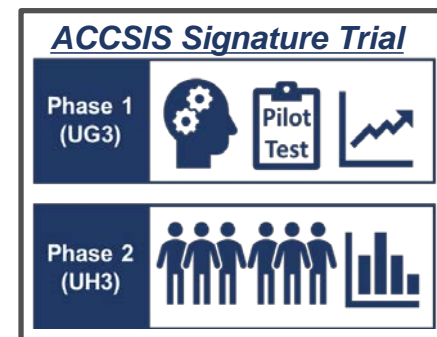 ACCSIS Signature Trial
Phase 1
(UG3)
Pilot
Test
Phase 2
(UH3)